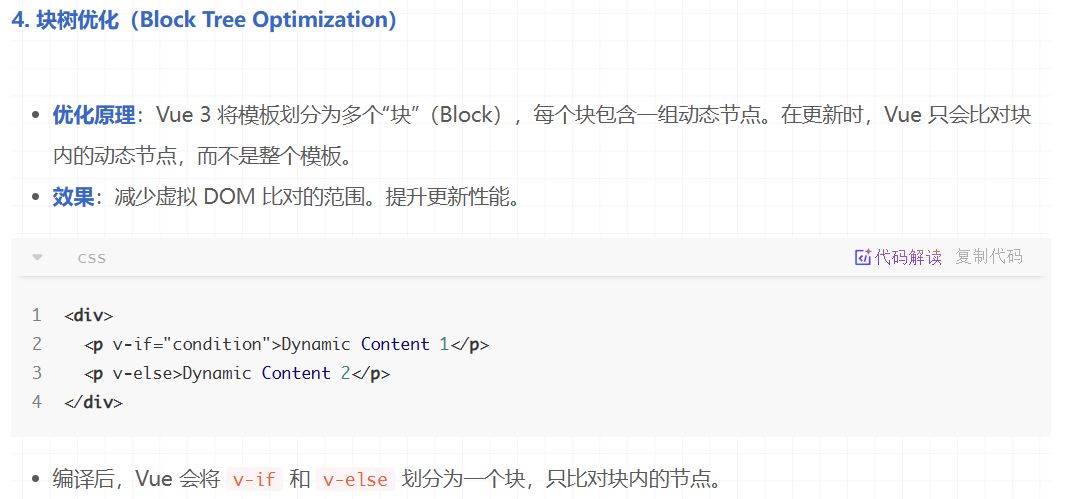 4. 块树优化（Block Tree Optimization）
优化原理：Vue 3 将模板划分为多个“块”（Block），每个块包含一组动态节点。在更新时，Vue 只会比对块
内的动态节点，而不是整个模板。
效果：减少虚拟 DOM 比对的范围。提升更新性能。
css 代码解读 复制代码
1 <div>
2   <p v-if="condition">Dynamic Content 1</p>
3   <p v-else>Dynamic Content 2</p>
4 </div>
编译后，Vue 会将 v-if 和 v-else 划分为一个块，只比对块内的节点。